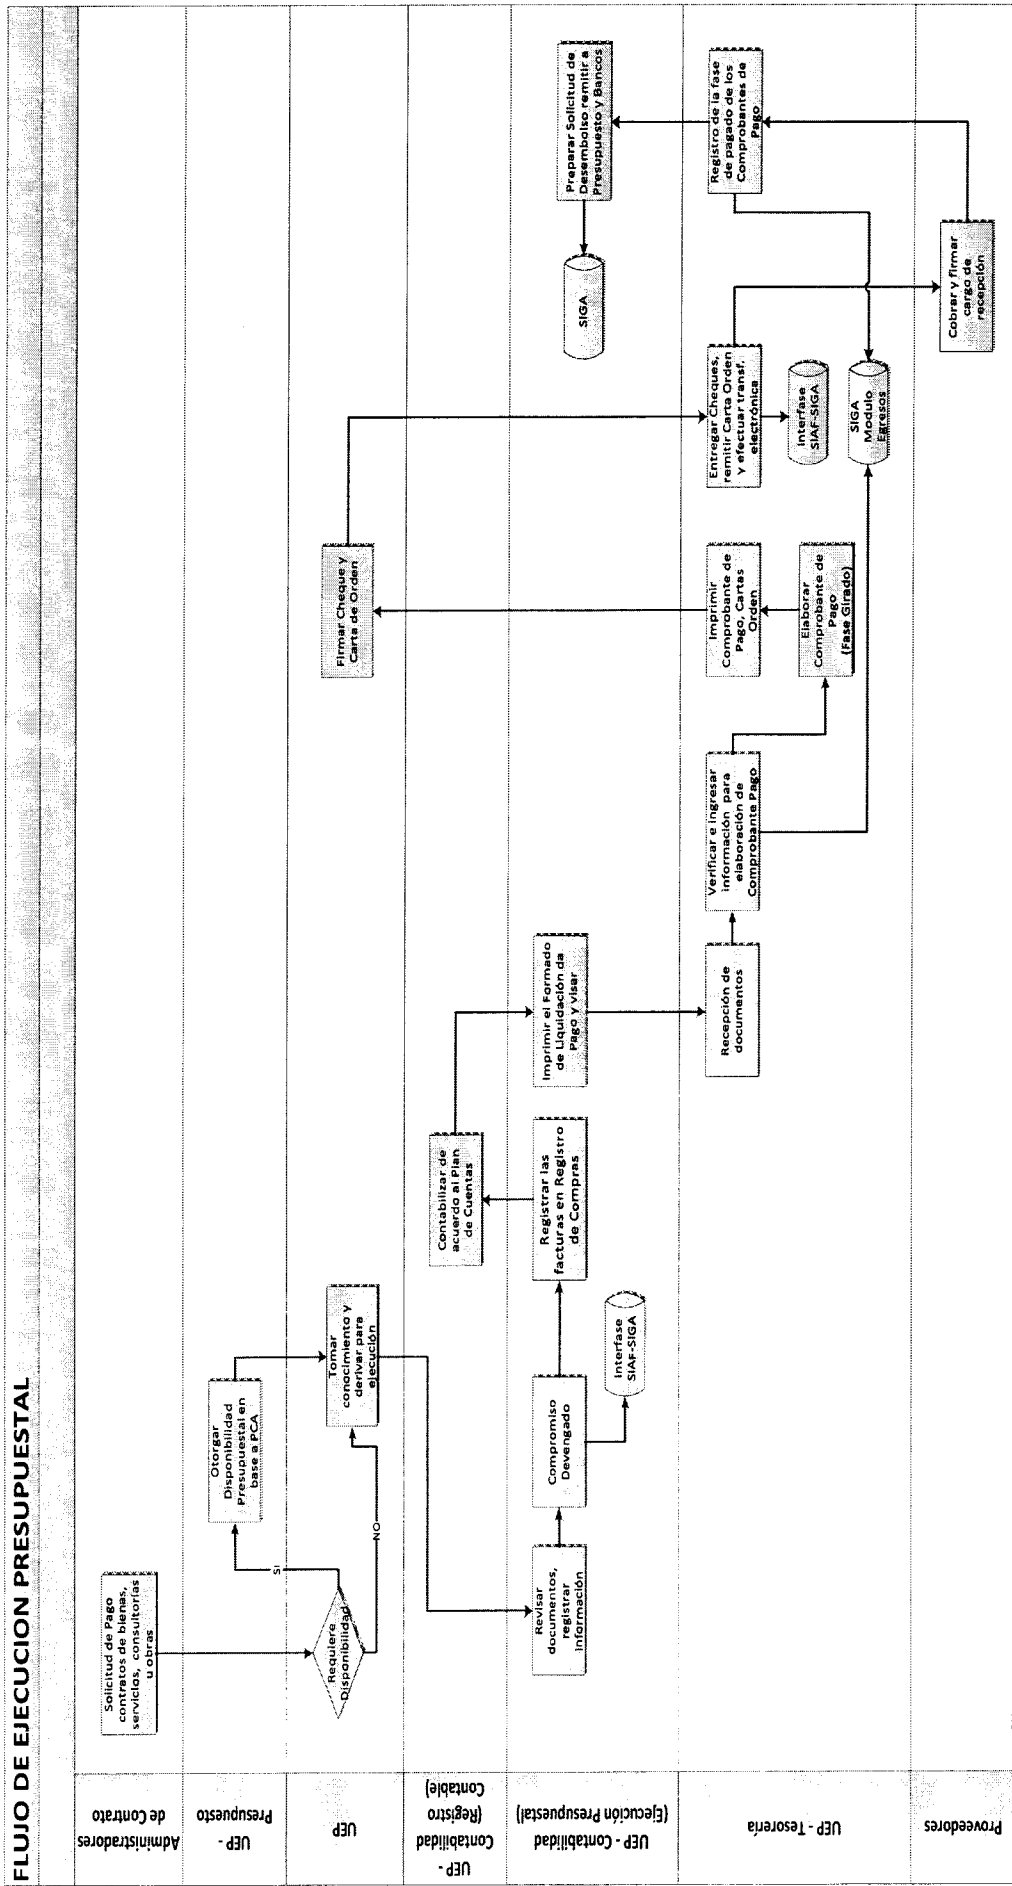 FLUJO DE EJECUCION PRESUPUESTAL
Administradores
de Contrato
Solicitud de Pago
contratos de bienas,
servicios, consultorías
u obras
UEP -
Presupuesto
Otorgar
Disponibilidad
Presupuestal en
base a PCA
SI
UEP
Requiere
Disponibilidad
NO
Tomar
conocimiento y
derivar para
ejecución
Firmar Cheque y
Carta de Orden
UEP -
Contabilidad
(Registro
Contable)
Contabilizar de
acuerdo al Plan
de Cuentas
UEP - Contabilidad
(Ejecución Presupuestal)
Revisar
documentos,
registrar
información
Compromiso
Devengado
Interfase
SIAF-SIGA
Registrar las
facturas en Registro
de Compras
Imprimir el Formado
de Liquidación da
Pago y visar
SIGA
Preparar Solicitud de
Desembolso remitir a
Presupuesto y Bancos
UEP - Tesorería
Recepción de
documentos
Verificar e ingresar
información para
elaboración de
Comprobante Pago
Elaborar
Comprobante de
Pago
(Fase Girado)
Imprimir
Comprobante de
Pago, Cartas
Orden
Entregar Cheques,
remitir Carta Orden
y efectuar transf.
electrónica
Interfase
SIAF-SIGA
SIGA
Modulo
Egresos
Registro de la fase
de pagado de los
Comprobantes de
Pago
Proveedores
Cobrar y firmar
cargo de
recepción